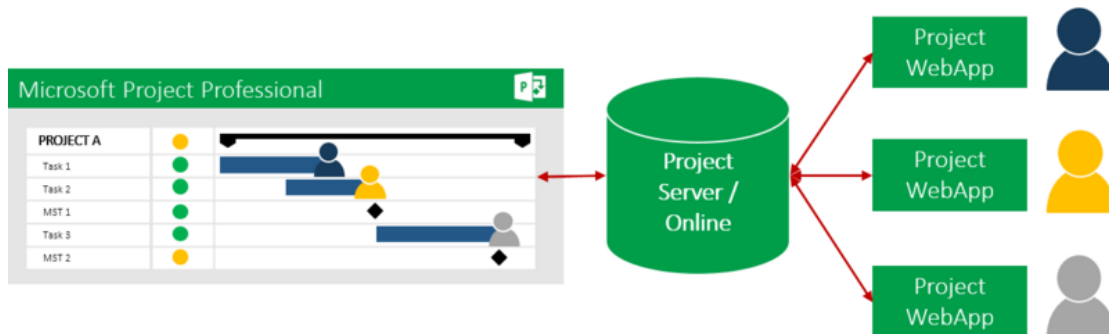 Microsoft Project Professional
P
PROJECT A
Task 1
Task 2
MST 1
Task 3
MST 2
Project
Server /
Online
Project
WebApp
Project
WebApp
Project
WebApp